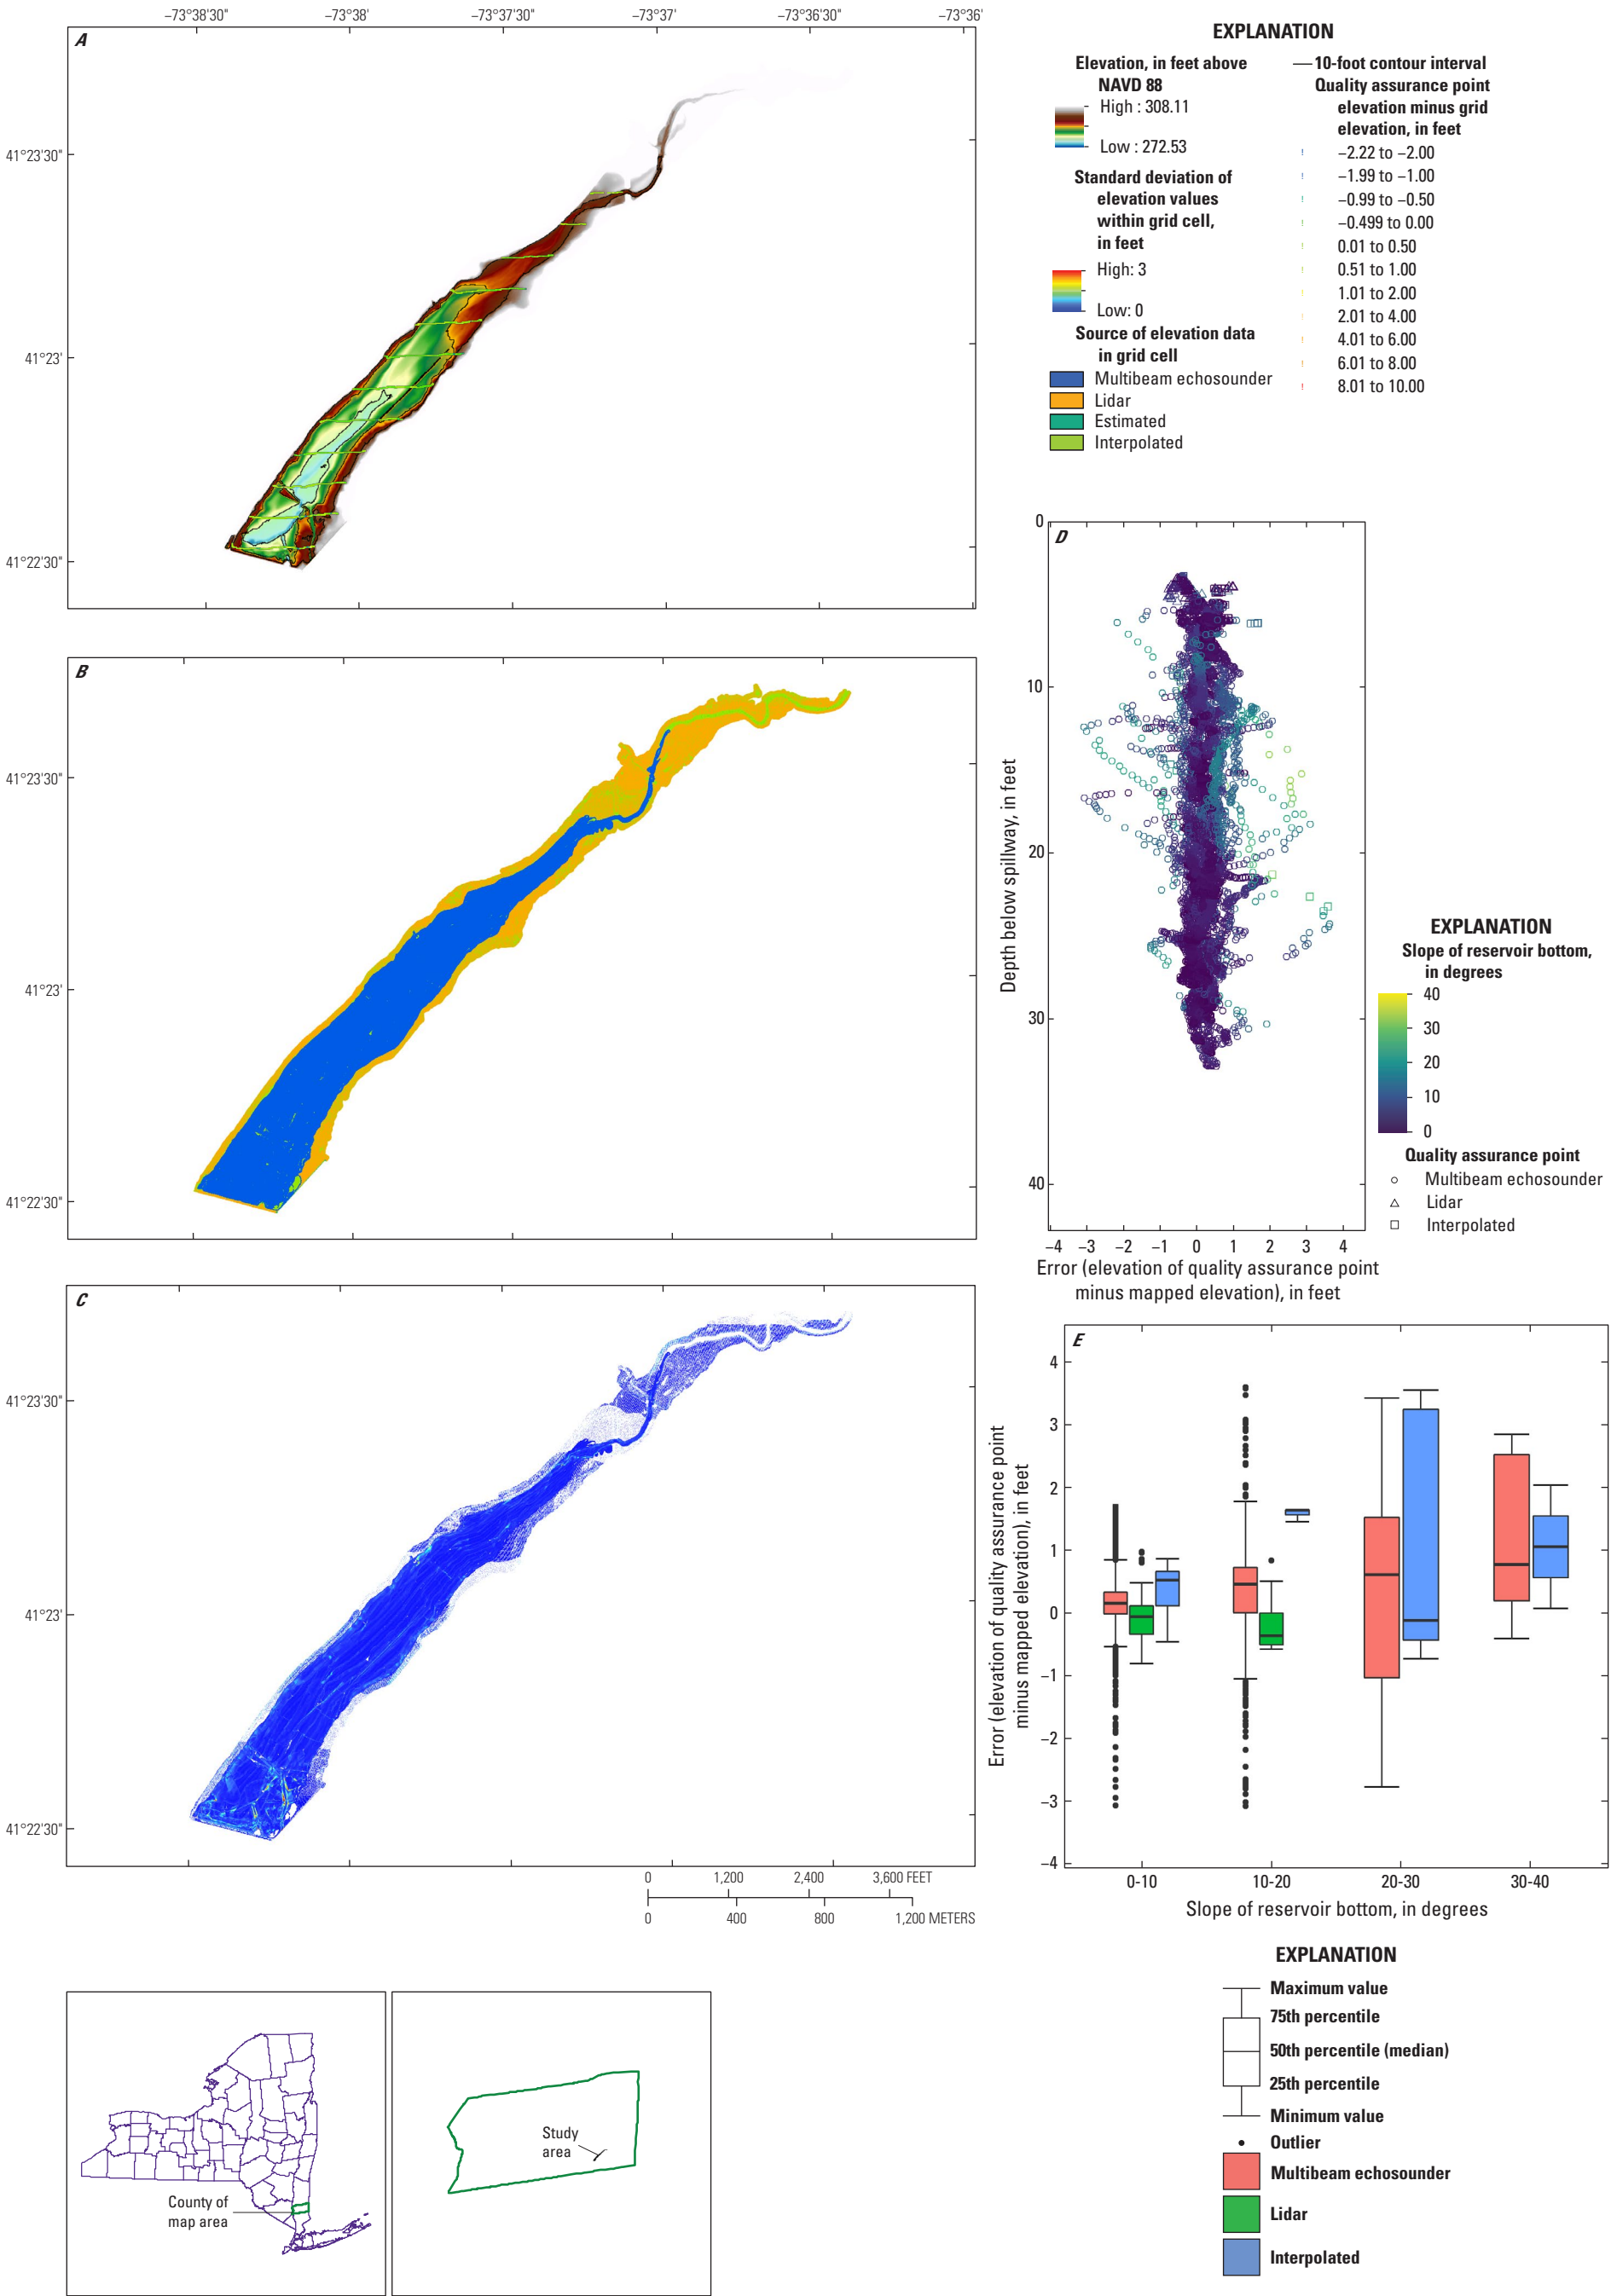 −73°38'30"
−73°38'
−73°37'30"
−73°37'
−73°36'30"
−73°36'
A
41°23'30"
41°23'
41°22'30"
EXPLANATION
Elevation, in feet above
NAVD 88
High : 308.11
Low : 272.53
Standard deviation of
elevation values
within grid cell,
in feet
High: 3
Low: 0
Source of elevation data
in grid cell
Multibeam echosounder
Lidar
Estimated
Interpolated
10-foot contour interval
Quality assurance point
elevation minus grid
elevation, in feet
−2.22 to −2.00
−1.99 to −1.00
−0.99 to −0.50
−0.499 to 0.00
0.01 to 0.50
0.51 to 1.00
1.01 to 2.00
2.01 to 4.00
4.01 to 6.00
6.01 to 8.00
8.01 to 10.00
B
41°23'30"
41°23'
41°22'30"
D
0
10
20
30
40
Depth below spillway, in feet
−4 −3 −2 −1 0 1 2 3 4
Error (elevation of quality assurance point
minus mapped elevation), in feet
EXPLANATION
Slope of reservoir bottom,
in degrees
40
30
20
10
0
Quality assurance point
Multibeam echosounder
Lidar
Interpolated
C
41°23'30"
41°23'
41°22'30"
0 1,200 2,400 3,600 FEET
0 400 800 1,200 METERS
E
4
3
2
1
0
−1
−2
−3
−4
Error (elevation of quality assurance point
minus mapped elevation), in feet
0-10 10-20 20-30 30-40
Slope of reservoir bottom, in degrees
EXPLANATION
Maximum value
75th percentile
50th percentile (median)
25th percentile
Minimum value
Outlier
Multibeam echosounder
Lidar
Interpolated
County of
map area
Study
area